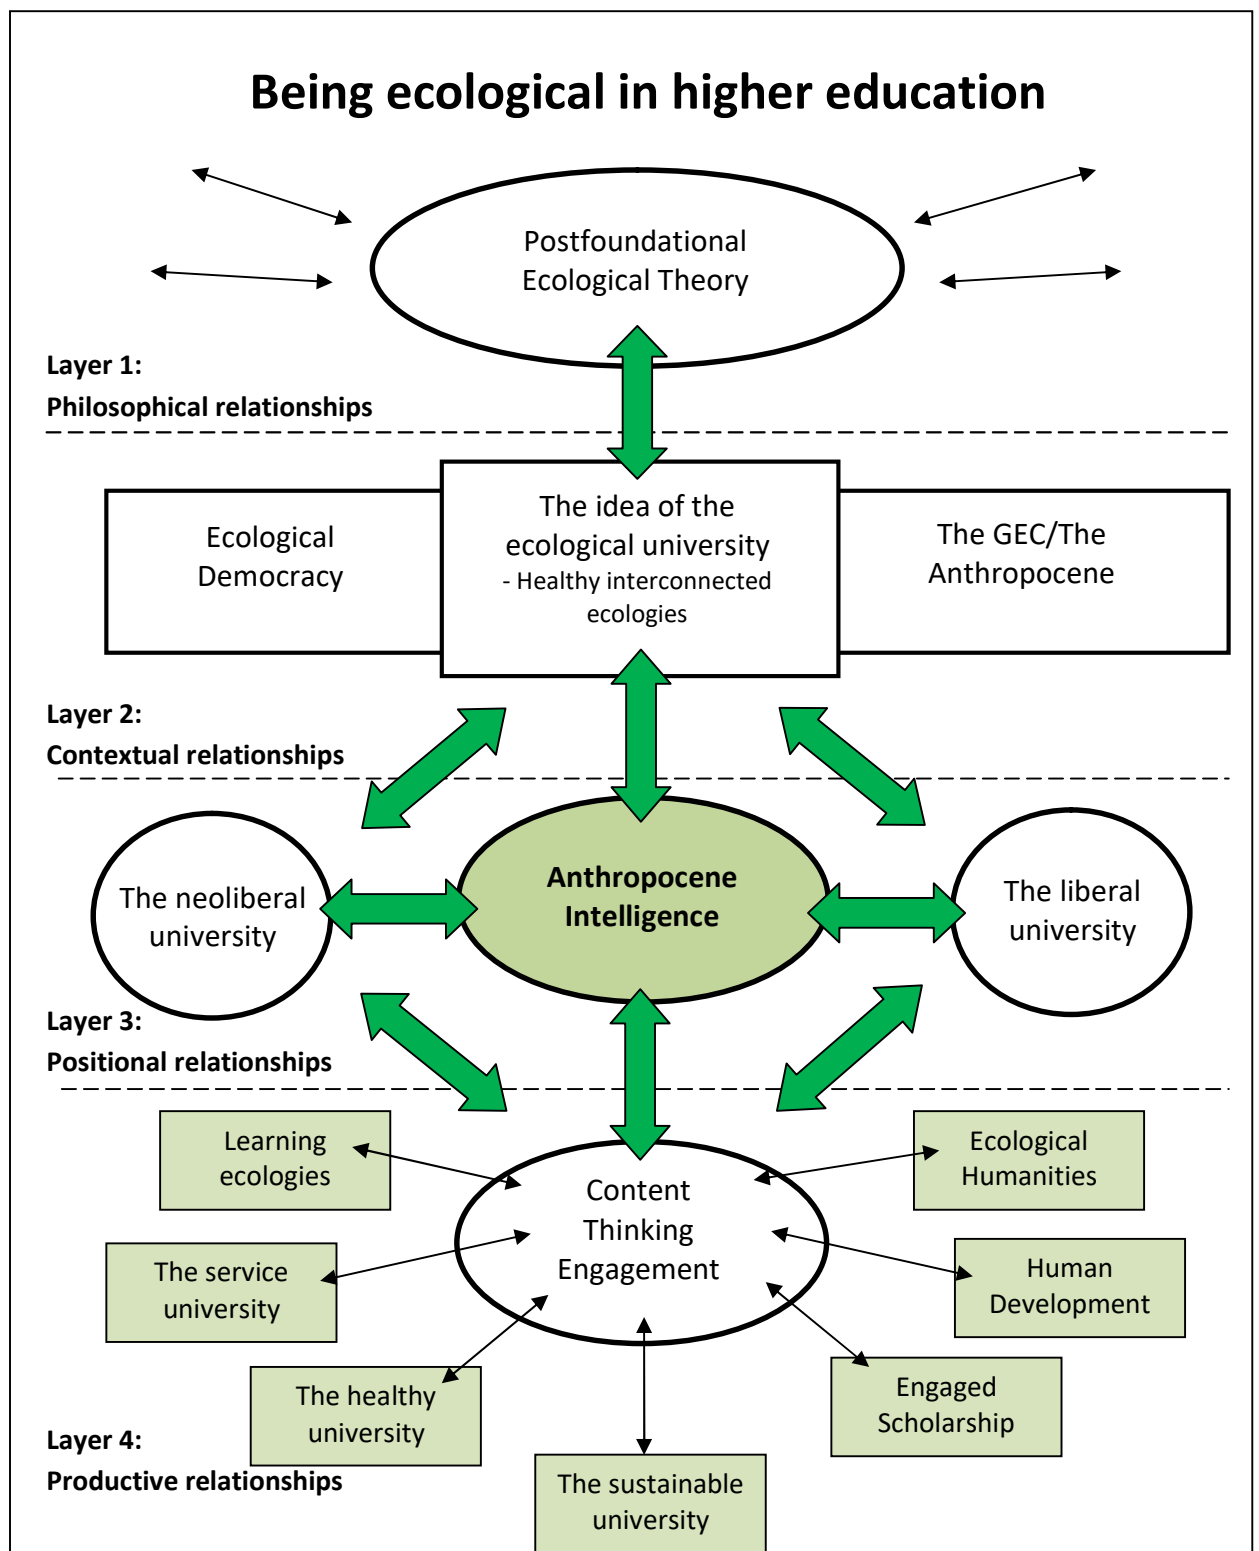 Being ecological in higher education
Postfoundational
Ecological Theory
Layer 1:
Philosophical relationships
Ecological
Democracy
The idea of the
ecological university
- Healthy interconnected
ecologies
The GEC/The
Anthropocene
Layer 2:
Contextual relationships
The neoliberal
university
Anthropocene
Intelligence
The liberal
university
Layer 3:
Positional relationships
Learning
ecologies
Content
Thinking
Engagement
Ecological
Humanities
The service
university
Human
Development
The healthy
university
Engaged
Scholarship
Layer 4:
Productive relationships
The sustainable
university